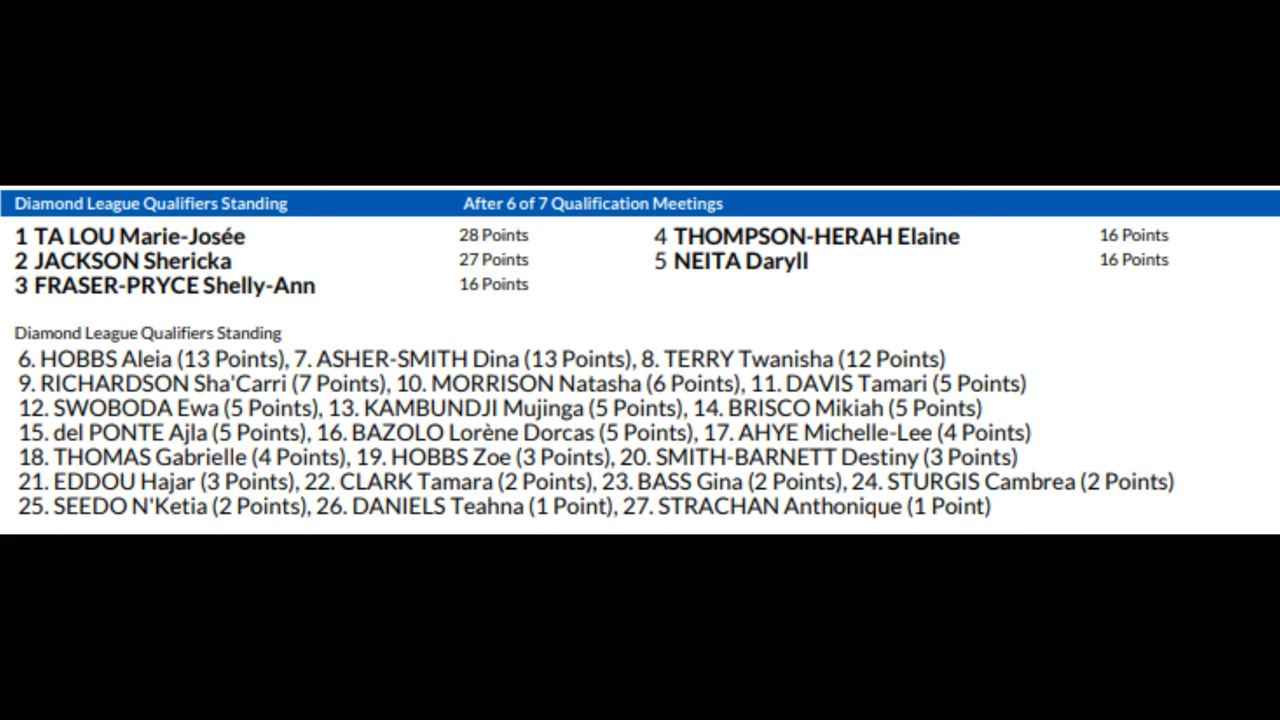 Diamond League Qualifiers Standing After 6 of 7 Qualification Meetings
1 TA LOU Marie-Josée 28 Points 4 THOMPSON-HERAH Elaine 16 Points
2 JACKSON Shericka 27 Points 5 NEITA Daryll 16 Points
3 FRASER-PRYCE Shelly-Ann 16 Points
Diamond League Qualifiers Standing
6. HOBBS Aleia (13 Points), 7. ASHER-SMITH Dina (13 Points), 8. TERRY Twanisha (12 Points)
9. RICHARDSON Sha'Carri (7 Points), 10. MORRISON Natasha (6 Points), 11. DAVIS Tamari (5 Points)
12. SWOBODA Ewa (5 Points), 13. KAMBUNDJI Mujinga (5 Points), 14. BRISCO Mikiah (5 Points)
15. del PONTE Ajla (5 Points), 16. BAZOLO Lorène Dorcas (5 Points), 17. AHYE Michelle-Lee (4 Points)
18. THOMAS Gabrielle (4 Points), 19. HOBBS Zoe (3 Points), 20. SMITH-BARNETT Destiny (3 Points)
21. EDDOU Hajar (3 Points), 22. CLARK Tamara (2 Points), 23. BASS Gina (2 Points), 24. STURGIS Cambrea (2 Points)
25. SEEDO N'Ketia (2 Points), 26. DANIELS Teahna (1 Point), 27. STRACHAN Anthonique (1 Point)